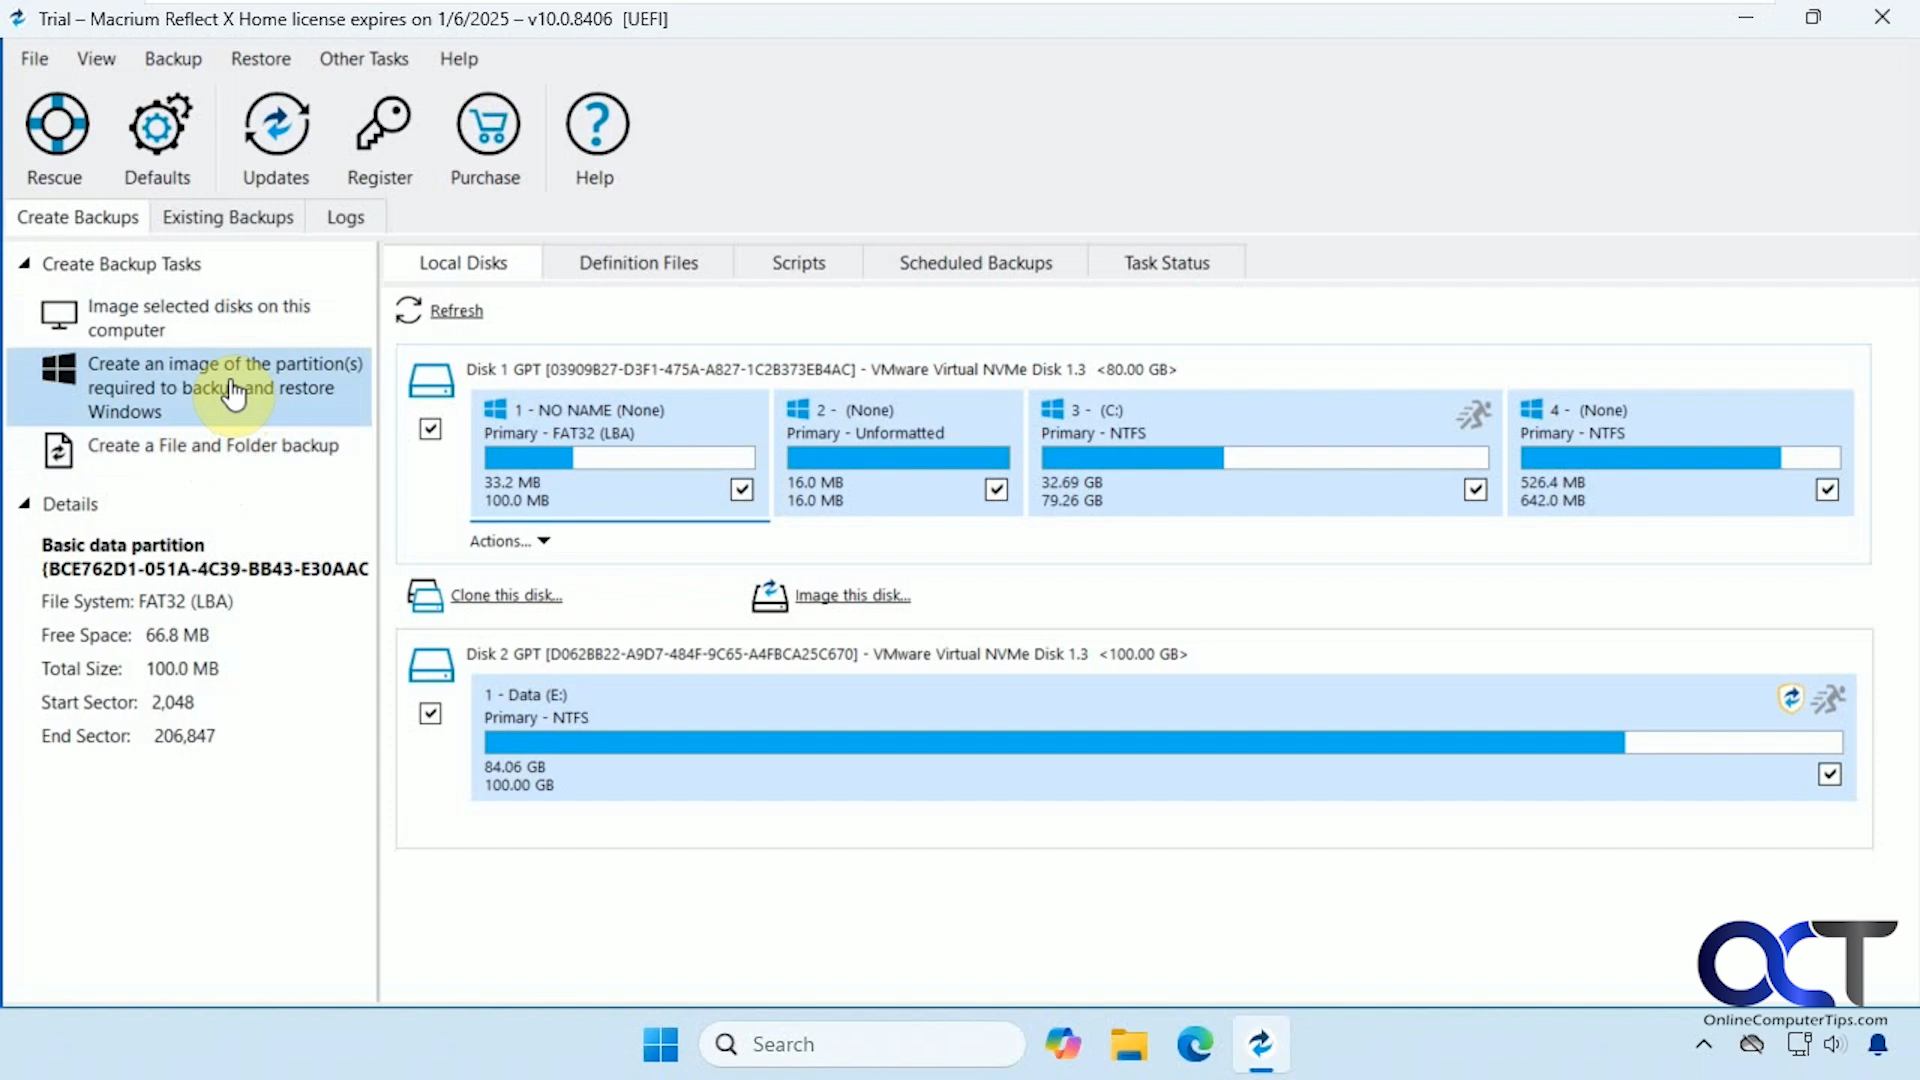 Trial – Macrium Reflect X Home license expires on 1/6/2025 – v10.0.8406 [UEFI]
File View Backup Restore Other Tasks Help
Rescue Defaults Updates Register Purchase Help
Create Backups Existing Backups Logs
Create Backup Tasks
Image selected disks on this
computer
Create an image of the partition(s)
required to backup and restore
Windows
Create a File and Folder backup
Details
Basic data partition
{BCE762D1-051A-4C39-BB43-E30AAC
File System: FAT32 (LBA)
Free Space: 66.8 MB
Total Size: 100.0 MB
Start Sector: 2,048
End Sector: 206,847
Local Disks Definition Files Scripts Scheduled Backups Task Status
Refresh
Disk 1 GPT [03909B27-D3F1-475A-A827-1C2B373EB4AC] - VMware Virtual NVMe Disk 1.3 <80.00 GB>
1 - NO NAME (None)
Primary - FAT32 (LBA)
33.2 MB
100.0 MB
2 - (None)
Primary - Unformatted
16.0 MB
16.0 MB
3 - (C:)
Primary - NTFS
32.69 GB
79.26 GB
4 - (None)
Primary - NTFS
526.4 MB
642.0 MB
Actions...
Clone this disk... Image this disk...
Disk 2 GPT [D062BB22-A9D7-484F-9C65-A4FBCA25C670] - VMware Virtual NVMe Disk 1.3 <100.00 GB>
1 - Data (E:)
Primary - NTFS
84.06 GB
100.00 GB
OCT
OnlineComputerTips.com
Search